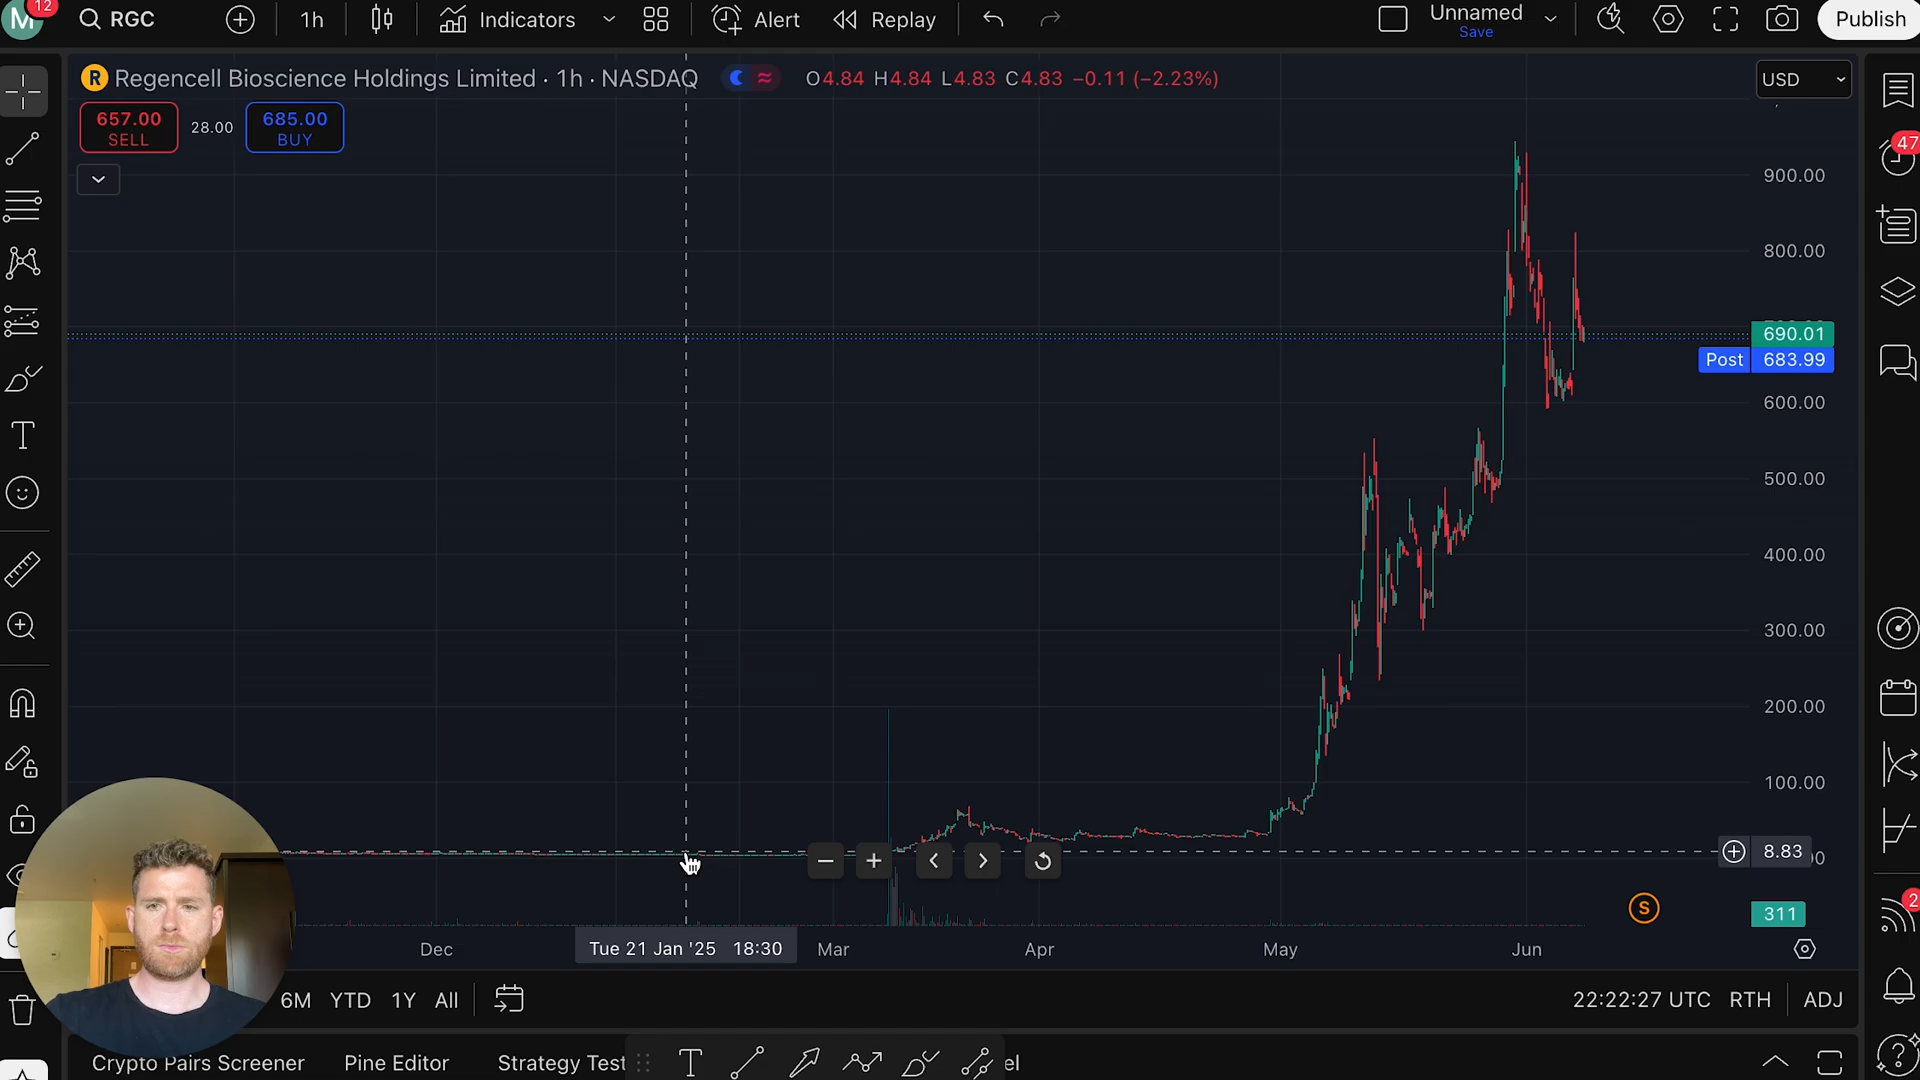 M 12 RGC 1h Indicators Alert Replay Unnamed Save Publish
R Regencell Bioscience Holdings Limited · 1h · NASDAQ O4.84 H4.84 L4.83 C4.83 −0.11 (−2.23%) USD
657.00 SELL 28.00 685.00 BUY
47
900.00
800.00
690.01
Post 683.99
600.00
500.00
400.00
300.00
200.00
100.00
8.83
S
311
2
Dec Tue 21 Jan '25 18:30 Mar Apr May Jun
6M YTD 1Y All 22:22:27 UTC RTH ADJ
Crypto Pairs Screener Pine Editor Strategy Test T el